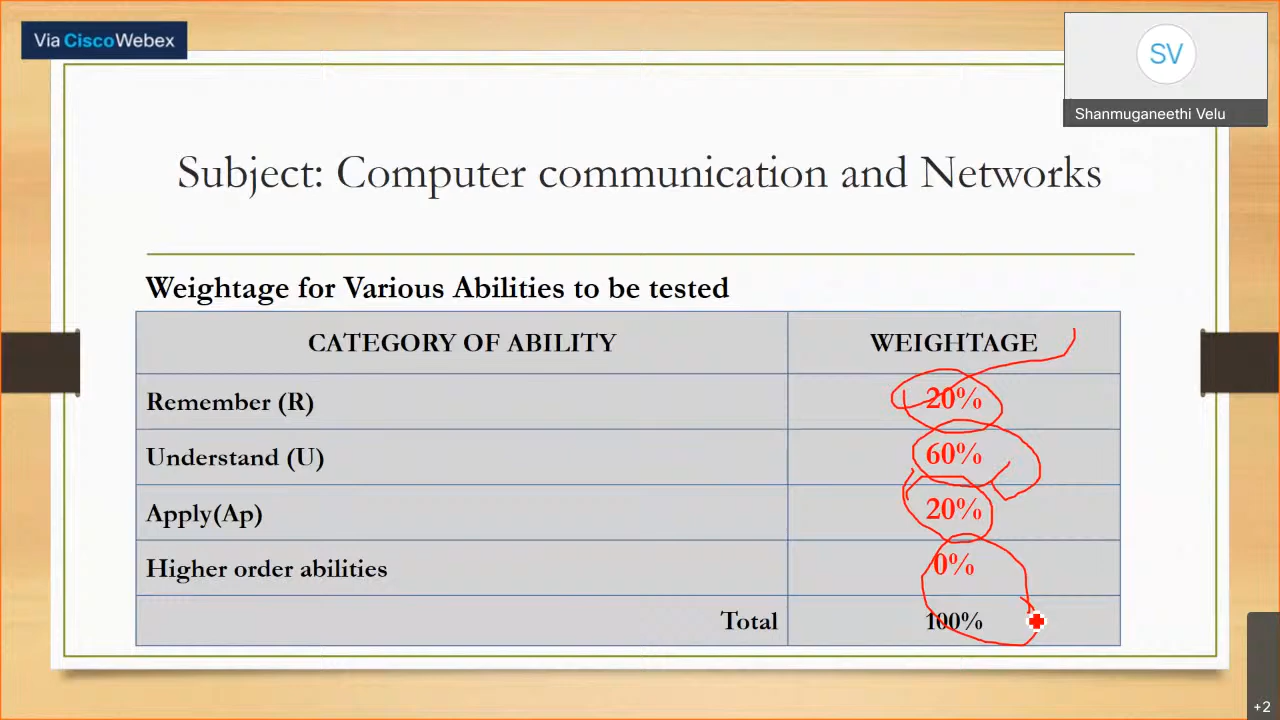 Via CiscoWebex
SV
Shanmuganeethi Velu
Subject: Computer communication and Networks
Weightage for Various Abilities to be tested
CATEGORY OF ABILITY WEIGHTAGE
Remember (R) 20%
Understand (U) 60%
Apply(Ap) 20%
Higher order abilities 0%
Total 100%
+2